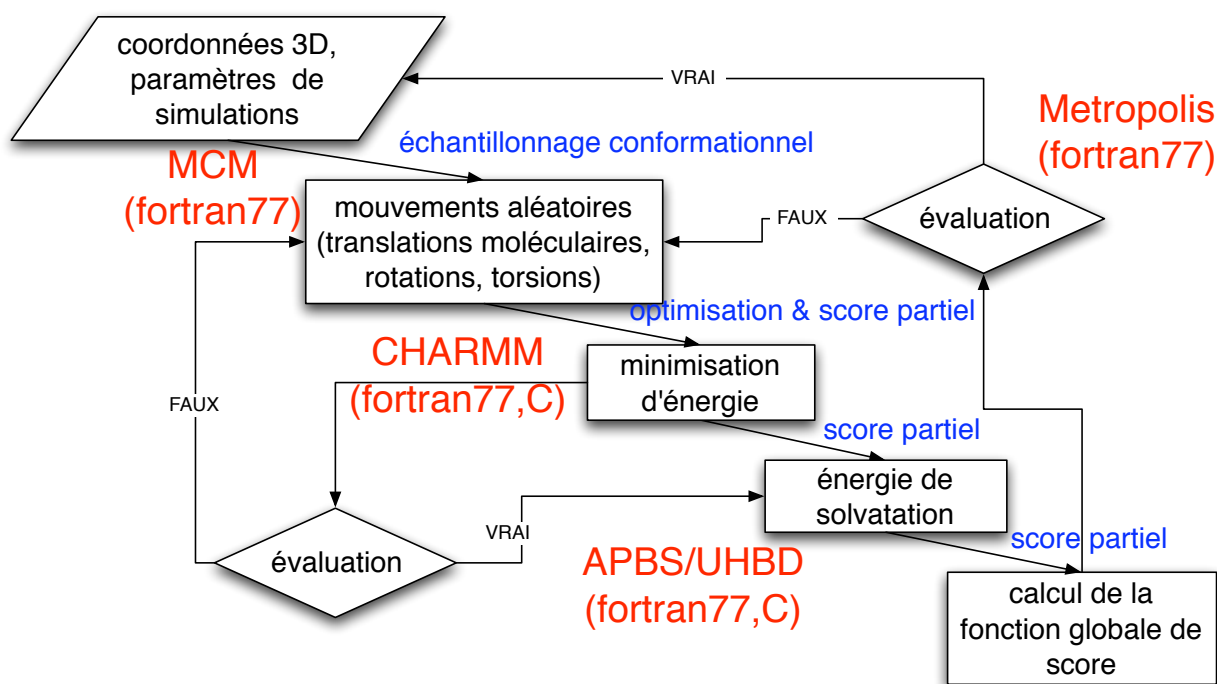 coordonnées 3D,
paramètres de
simulations
VRAI
Metropolis
(fortran77)
échantillonnage conformationnel
MCM
(fortran77)
mouvements aléatoires
(translations moléculaires,
rotations, torsions)
FAUX
évaluation
optimisation & score partiel
CHARMM
(fortran77,C)
minimisation
d'énergie
FAUX
score partiel
énergie de
solvatation
VRAI
évaluation
APBS/UHBD
(fortran77,C)
score partiel
calcul de la
fonction globale de
score